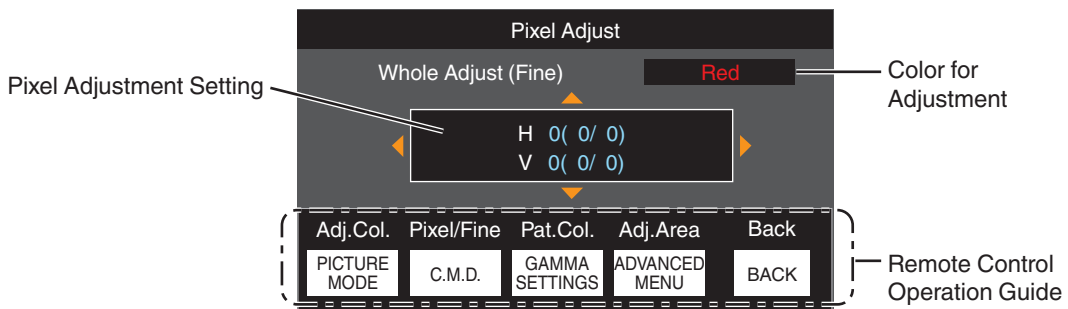 Pixel Adjust
Whole Adjust (Fine) Red
Pixel Adjustment Setting
Color for
Adjustment
H 0( 0/ 0)
V 0( 0/ 0)
Adj.Col. Pixel/Fine Pat.Col. Adj.Area Back
PICTURE
MODE
C.M.D.
GAMMA
SETTINGS
ADVANCED
MENU
BACK
Remote Control
Operation Guide